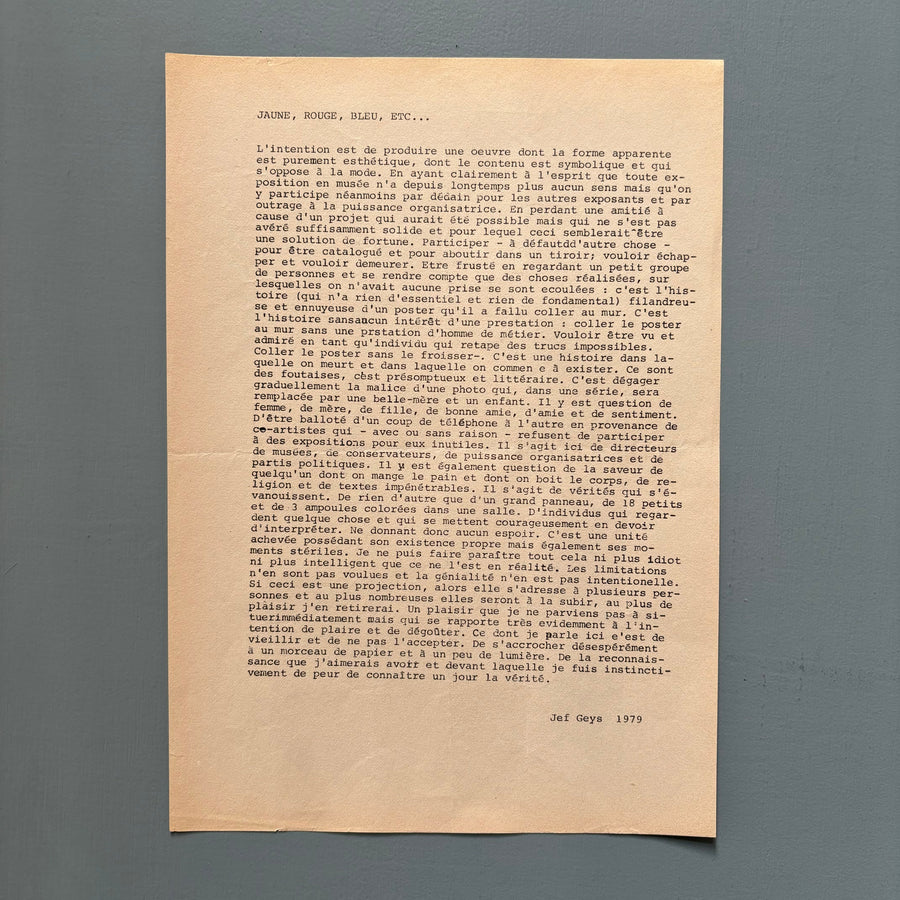 JAUNE, ROUGE, BLEU, ETC...
L'intention est de produire une oeuvre dont la forme apparente
est purement esthétique, dont le contenu est symbolique et qui
s'oppose à la mode. En ayant clairement à l'esprit que toute ex-
position en musée n'a depuis longtemps plus aucun sens mais qu'on
y participe néanmoins par dédain pour les autres exposants et par
outrage à la puissance organisatrice. En perdant une amitié à
cause d'un projet qui aurait été possible mais qui ne s'est pas
avéré suffisamment solide et pour lequel ceci semblerait^être
une solution de fortune. Participer - à défautdd'autre chose -
pour être catalogué et pour aboutir dans un tiroir; vouloir échap-
per et vouloir demeurer. Etre frusté en regardant un petit groupe
de personnes et se rendre compte que des choses réalisées, sur
lesquelles on n'avait aucune prise se sont ecoulées : c'est l'his-
toire (qui n'a rien d'essentiel et rien de fondamental) filandreu-
se et ennuyeuse d'un poster qu'il a fallu coller au mur. C'est
l'histoire sansaucun intérêt d'une prestation : coller le poster
au mur sans une prstation d'homme de métier. Vouloir être vu et
admiré en tant qu'individu qui retape des trucs impossibles.
Coller le poster sans le froisser-. C'est une histoire dans la-
quelle on meurt et dans laquelle on commen e à exister. Ce sont
des foutaises, cèst présomptueux et littéraire. C'est dégager
graduellement la malice d'une photo qui, dans une série, sera
remplacée par une belle-mère et un enfant. Il y est question de
femme, de mère, de fille, de bonne amie, d'amie et de sentiment.
D'être balloté d'un coup de téléphone à l'autre en provenance de
co-artistes qui - avec ou sans raison - refusent de participer
à des expositions pour eux inutiles. Il s'agit ici de directeurs
de musées, de conservateurs, de puissance organisatrices et de
partis politiques. Il y est également question de la saveur de
quelqu'un dont on mange le pain et dont on boit le corps, de re-
ligion et de textes impénétrables. Il s'agit de vérités qui s'é-
vanouissent. De rien d'autre que d'un grand panneau, de 18 petits
et de 3 ampoules colorées dans une salle. D'individus qui regar-
dent quelque chose et qui se mettent courageusement en devoir
d'interpréter. Ne donnant donc aucun espoir. C'est une unité
achevée possédant son existence propre mais également ses mo-
ments stériles. Je ne puis faire paraître tout cela ni plus idiot
ni plus intelligent que ce ne l'est en réalité. Les limitations
n'en sont pas voulues et la génialité n'en est pas intentionelle.
Si ceci est une projection, alors elle s'adresse à plusieurs per-
sonnes et au plus nombreuses elles seront à la subir, au plus de
plaisir j'en retirerai. Un plaisir que je ne parviens pas à si-
tuerimmédiatement mais qui se rapporte très evidemment à l'in-
tention de plaire et de dégoûter. Ce dont je parle ici e'est de
vieillir et de ne pas l'accepter. De s'accrocher désespérément
à un morceau de papier et à un peu de lumière. De la reconnais-
sance que j'aimerais avoir et devant laquelle je fuis instincti-
vement de peur de connaître un jour la vérité.
Jef Geys 1979